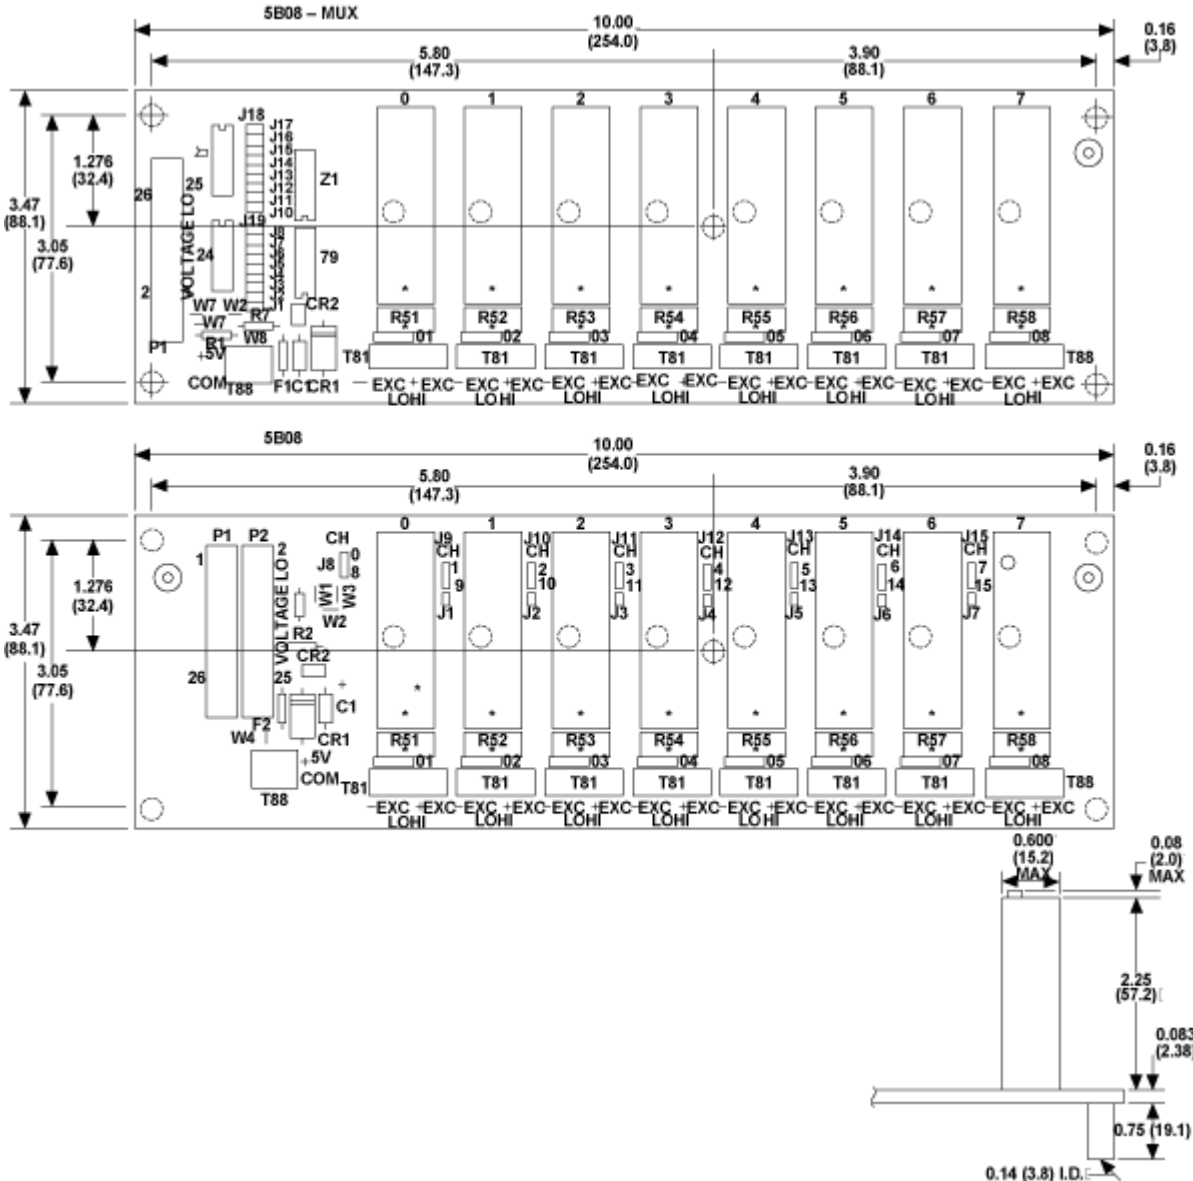 5B08 – MUX
10.00
(254.0)
0.16
(3.8)
5.80
(147.3)
3.90
(88.1)
0 1 2 3 4 5 6 7
J18
J17
J16
J15
J14
J13
J12
J11
J10
Z1
1.276
(32.4)
26
25
3.47
(88.1)
VOLTAGE LO
J19
J8
3.05
(77.6)
24
79
2
J1
W7 W2
CR2
R7
W7
W8
R1
P1
+5V
COM
T88
F1 C1 CR1
* * * * * * * *
R51 R52 R53 R54 R55 R56 R57 R58
* * * * * * * *
01 02 03 04 05 06 07 08
T81 T81 T81 T81 T81 T81 T81 T88
– EXC + EXC – EXC + EXC – EXC + EXC – EXC + EXC – EXC + EXC – EXC + EXC – EXC + EXC – EXC + EXC
LO HI LO HI LO HI LO HI LO HI LO HI LO HI LO HI
5B08
10.00
(254.0)
0.16
(3.8)
5.80
(147.3)
3.90
(88.1)
0 1 2 3 4 5 6 7
P1 P2
CH
J9 J10 J11 J12 J13 J14 J15
CH CH CH CH CH CH CH
1 2 0
J8 8
1 2 3 4 5 6 7
9 10 11 12 13 14 15
J1 J2 J3 J4 J5 J6 J7
1.276
(32.4)
VOLTAGE LO
W1 W3
W2
R2
3.47
(88.1)
CR2
3.05
(77.6)
26
25
+
C1
F2
W4
CR1
+5V
COM
T88
*
* * * * * * * *
R51 R52 R53 R54 R55 R56 R57 R58
* * * * * * * *
01 02 03 04 05 06 07 08
T81 T81 T81 T81 T81 T81 T81 T88
– EXC + EXC – EXC + EXC – EXC + EXC – EXC + EXC – EXC + EXC – EXC + EXC – EXC + EXC – EXC + EXC
LO HI LO HI LO HI LO HI LO HI LO HI LO HI LO HI
0.600
(15.2)
MAX
0.08
(2.0)
MAX
2.25
(57.2)
0.083
(2.38)
0.75 (19.1)
0.14 (3.8) I.D.